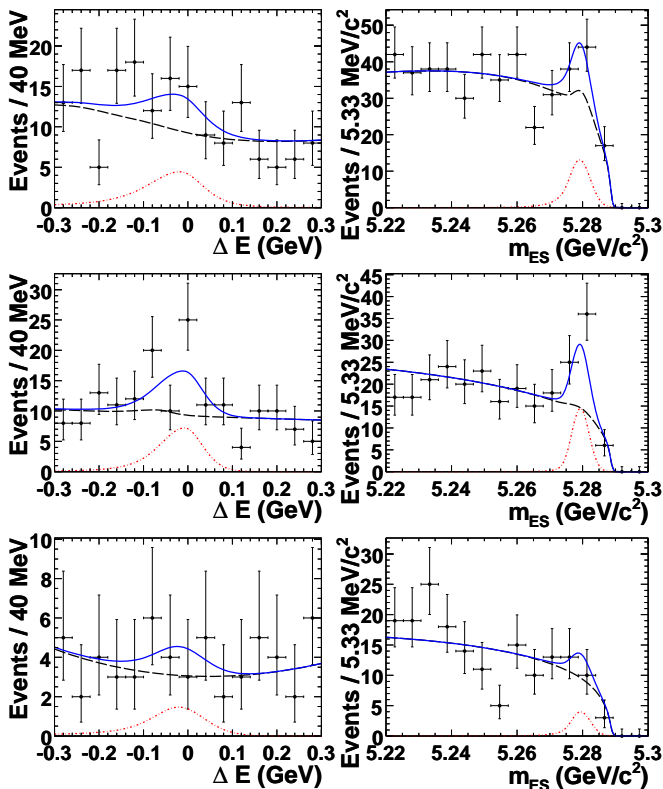 Events / 40 MeV
20
15
10
5
0
-0.3 -0.2 -0.1 0 0.1 0.2 0.3
Δ E (GeV)
Events / 5.33 MeV/c²
50
40
30
20
10
0
5.22 5.24 5.26 5.28 5.3
m_ES (GeV/c²)
Events / 40 MeV
30
25
20
15
10
5
0
-0.3 -0.2 -0.1 0 0.1 0.2 0.3
Δ E (GeV)
Events / 5.33 MeV/c²
45
40
35
30
25
20
15
10
5
0
5.22 5.24 5.26 5.28 5.3
m_ES (GeV/c²)
Events / 40 MeV
10
8
6
4
2
0
-0.3 -0.2 -0.1 0 0.1 0.2 0.3
Δ E (GeV)
Events / 5.33 MeV/c²
30
25
20
15
10
5
0
5.22 5.24 5.26 5.28 5.3
m_ES (GeV/c²)